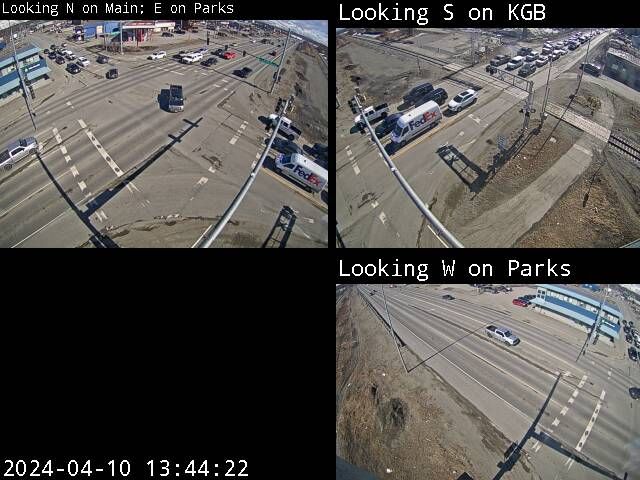 Looking N on Main; E on Parks
Looking S on KGB
FedEx
FedEx
Looking W on Parks
2024-04-10 13:44:22